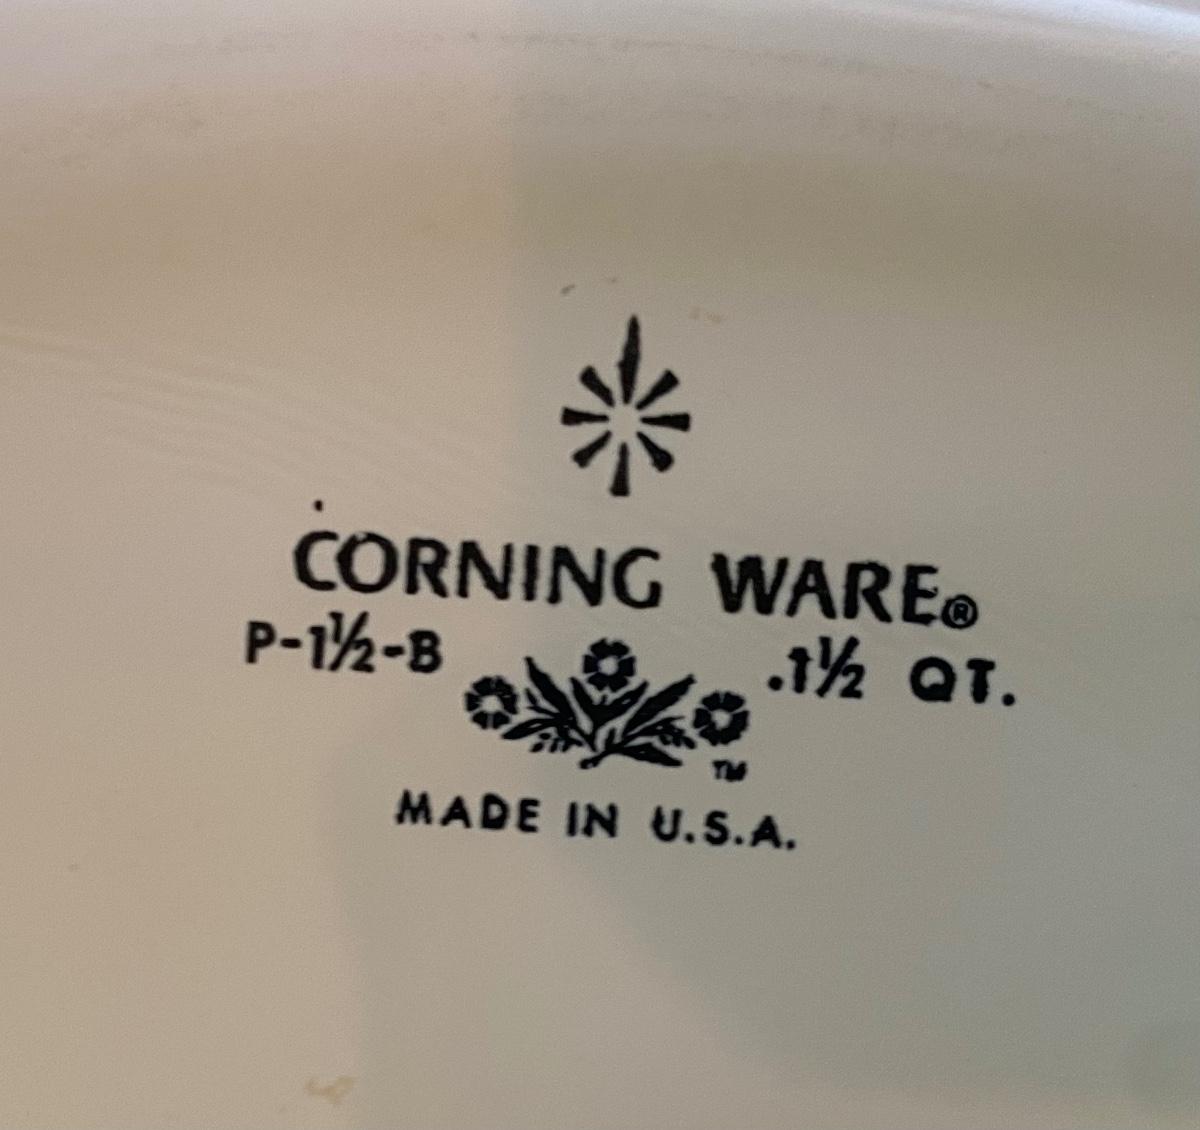 CORNING WARE®
P-1½-B .1½ QT.
TM
MADE IN U.S.A.